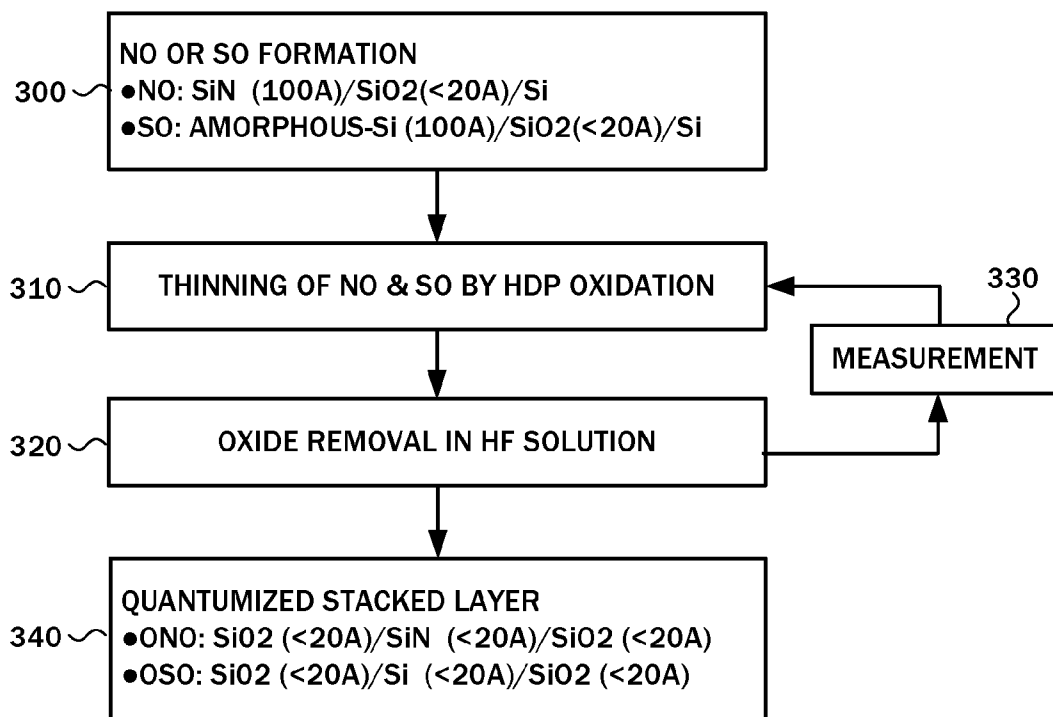 NO OR SO FORMATION
●NO: SiN (100A)/SiO2(<20A)/Si
●SO: AMORPHOUS-Si (100A)/SiO2(<20A)/Si
300
THINNING OF NO & SO BY HDP OXIDATION
310
330
MEASUREMENT
OXIDE REMOVAL IN HF SOLUTION
320
QUANTUMIZED STACKED LAYER
●ONO: SiO2 (<20A)/SiN (<20A)/SiO2 (<20A)
●OSO: SiO2 (<20A)/Si (<20A)/SiO2 (<20A)
340